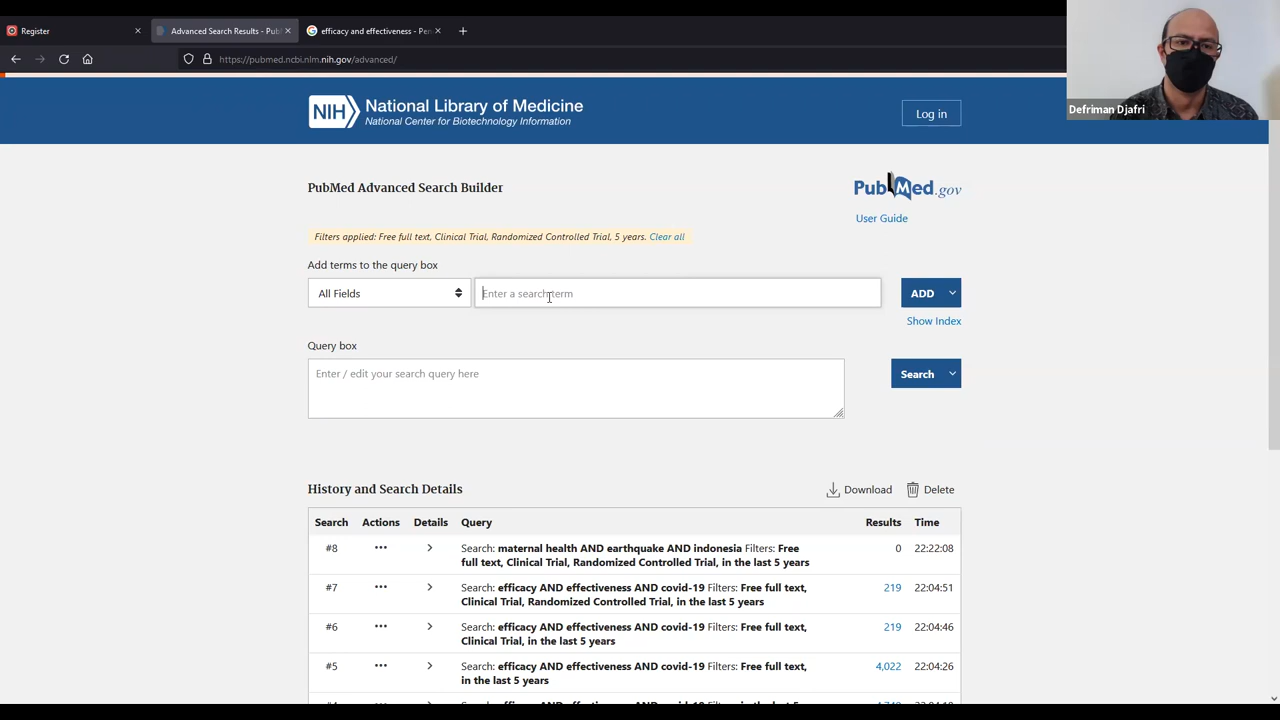 Register
Advanced Search Results - Pub
efficacy and effectiveness - Pen
https://pubmed.ncbi.nlm.nih.gov/advanced/
Defriman Djafri
NIH
National Library of Medicine
National Center for Biotechnology Information
Log in
PubMed Advanced Search Builder
PubMed.gov
User Guide
Filters applied: Free full text, Clinical Trial, Randomized Controlled Trial, 5 years. Clear all
Add terms to the query box
All Fields
Enter a search term
ADD
Show Index
Query box
Enter / edit your search query here
Search
History and Search Details
Download
Delete
Search Actions Details Query Results Time
#8 Search: maternal health AND earthquake AND indonesia Filters: Free 0 22:22:08
full text, Clinical Trial, Randomized Controlled Trial, in the last 5 years
#7 Search: efficacy AND effectiveness AND covid-19 Filters: Free full text, 219 22:04:51
Clinical Trial, Randomized Controlled Trial, in the last 5 years
#6 Search: efficacy AND effectiveness AND covid-19 Filters: Free full text, 219 22:04:46
Clinical Trial, in the last 5 years
#5 Search: efficacy AND effectiveness AND covid-19 Filters: Free full text, 4,022 22:04:26
in the last 5 years